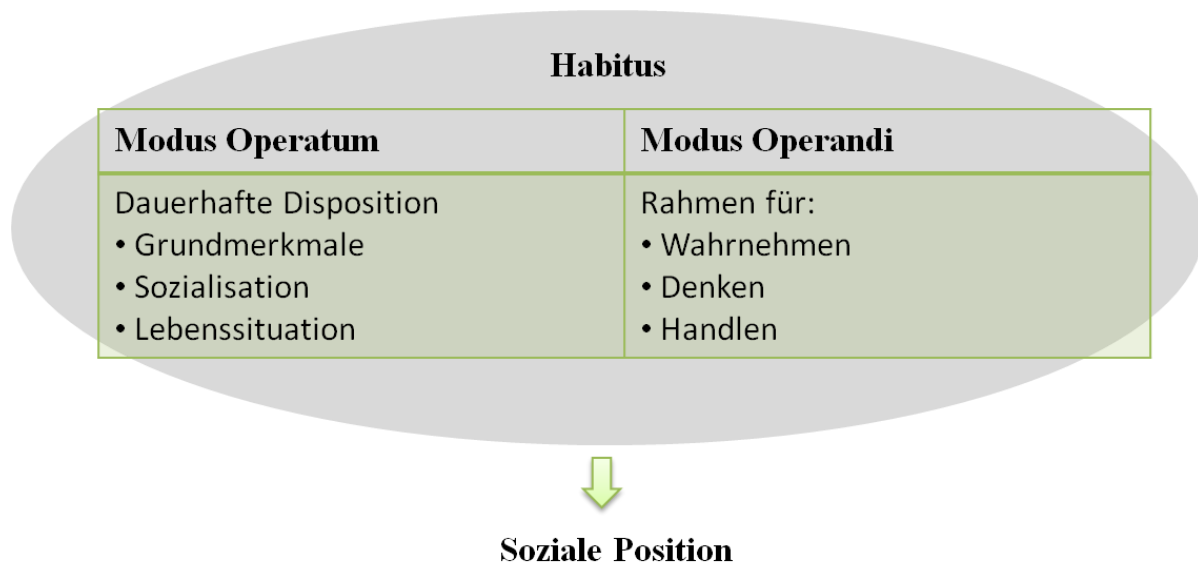 Habitus
Modus Operatum
Modus Operandi
Dauerhafte Disposition
• Grundmerkmale
• Sozialisation
• Lebenssituation
Rahmen für:
• Wahrnehmen
• Denken
• Handlen
Soziale Position